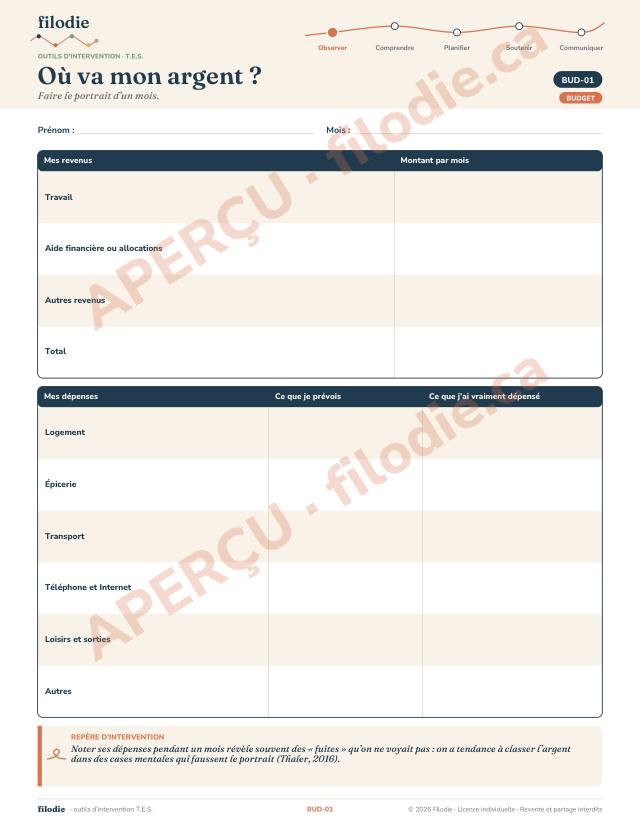 filodie
OUTILS D'INTERVENTION · T.E.S.
Observer Comprendre Planifier Soutenir Communiquer
Où va mon argent ?
BUD-01
Faire le portrait d'un mois.
BUDGET
Prénom : Mois :
Mes revenus Montant par mois
Travail
Aide financière ou allocations
Autres revenus
Total
APERÇU · filodie.ca
Mes dépenses Ce que je prévois Ce que j'ai vraiment dépensé
Logement
Épicerie
Transport
Téléphone et Internet
Loisirs et sorties
Autres
APERÇU · filodie.ca
REPÈRE D'INTERVENTION
Noter ses dépenses pendant un mois révèle souvent des « fuites » qu'on ne voyait pas : on a tendance à classer l'argent
dans des cases mentales qui faussent le portrait (Thaler, 2016).
filodie · outils d'intervention T.E.S. BUD-01 © 2026 Filodie · Licence individuelle · Revente et partage interdits